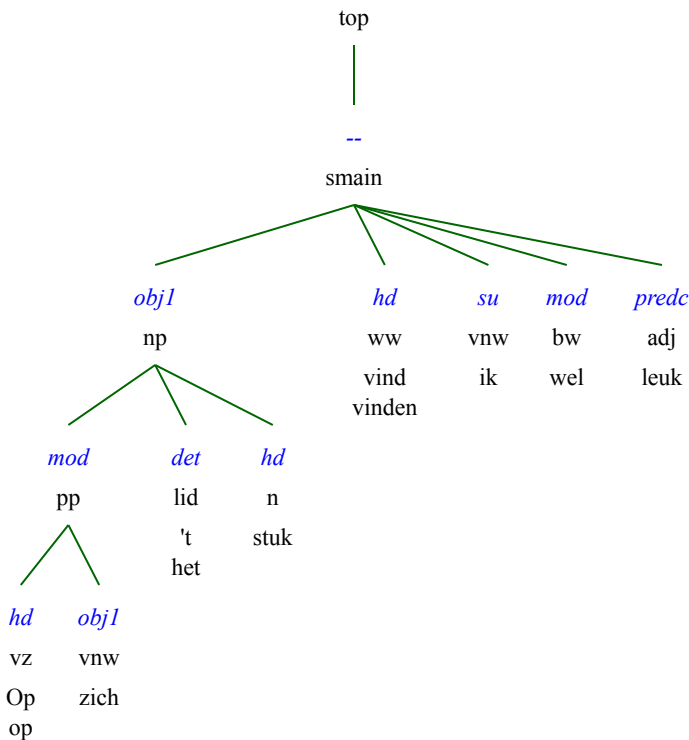 top
--
smain
obj1 hd su mod predc
np ww vnw bw adj
vind ik wel leuk
vinden
mod det hd
pp lid n
't stuk
het
hd obj1
vz vnw
Op zich
op